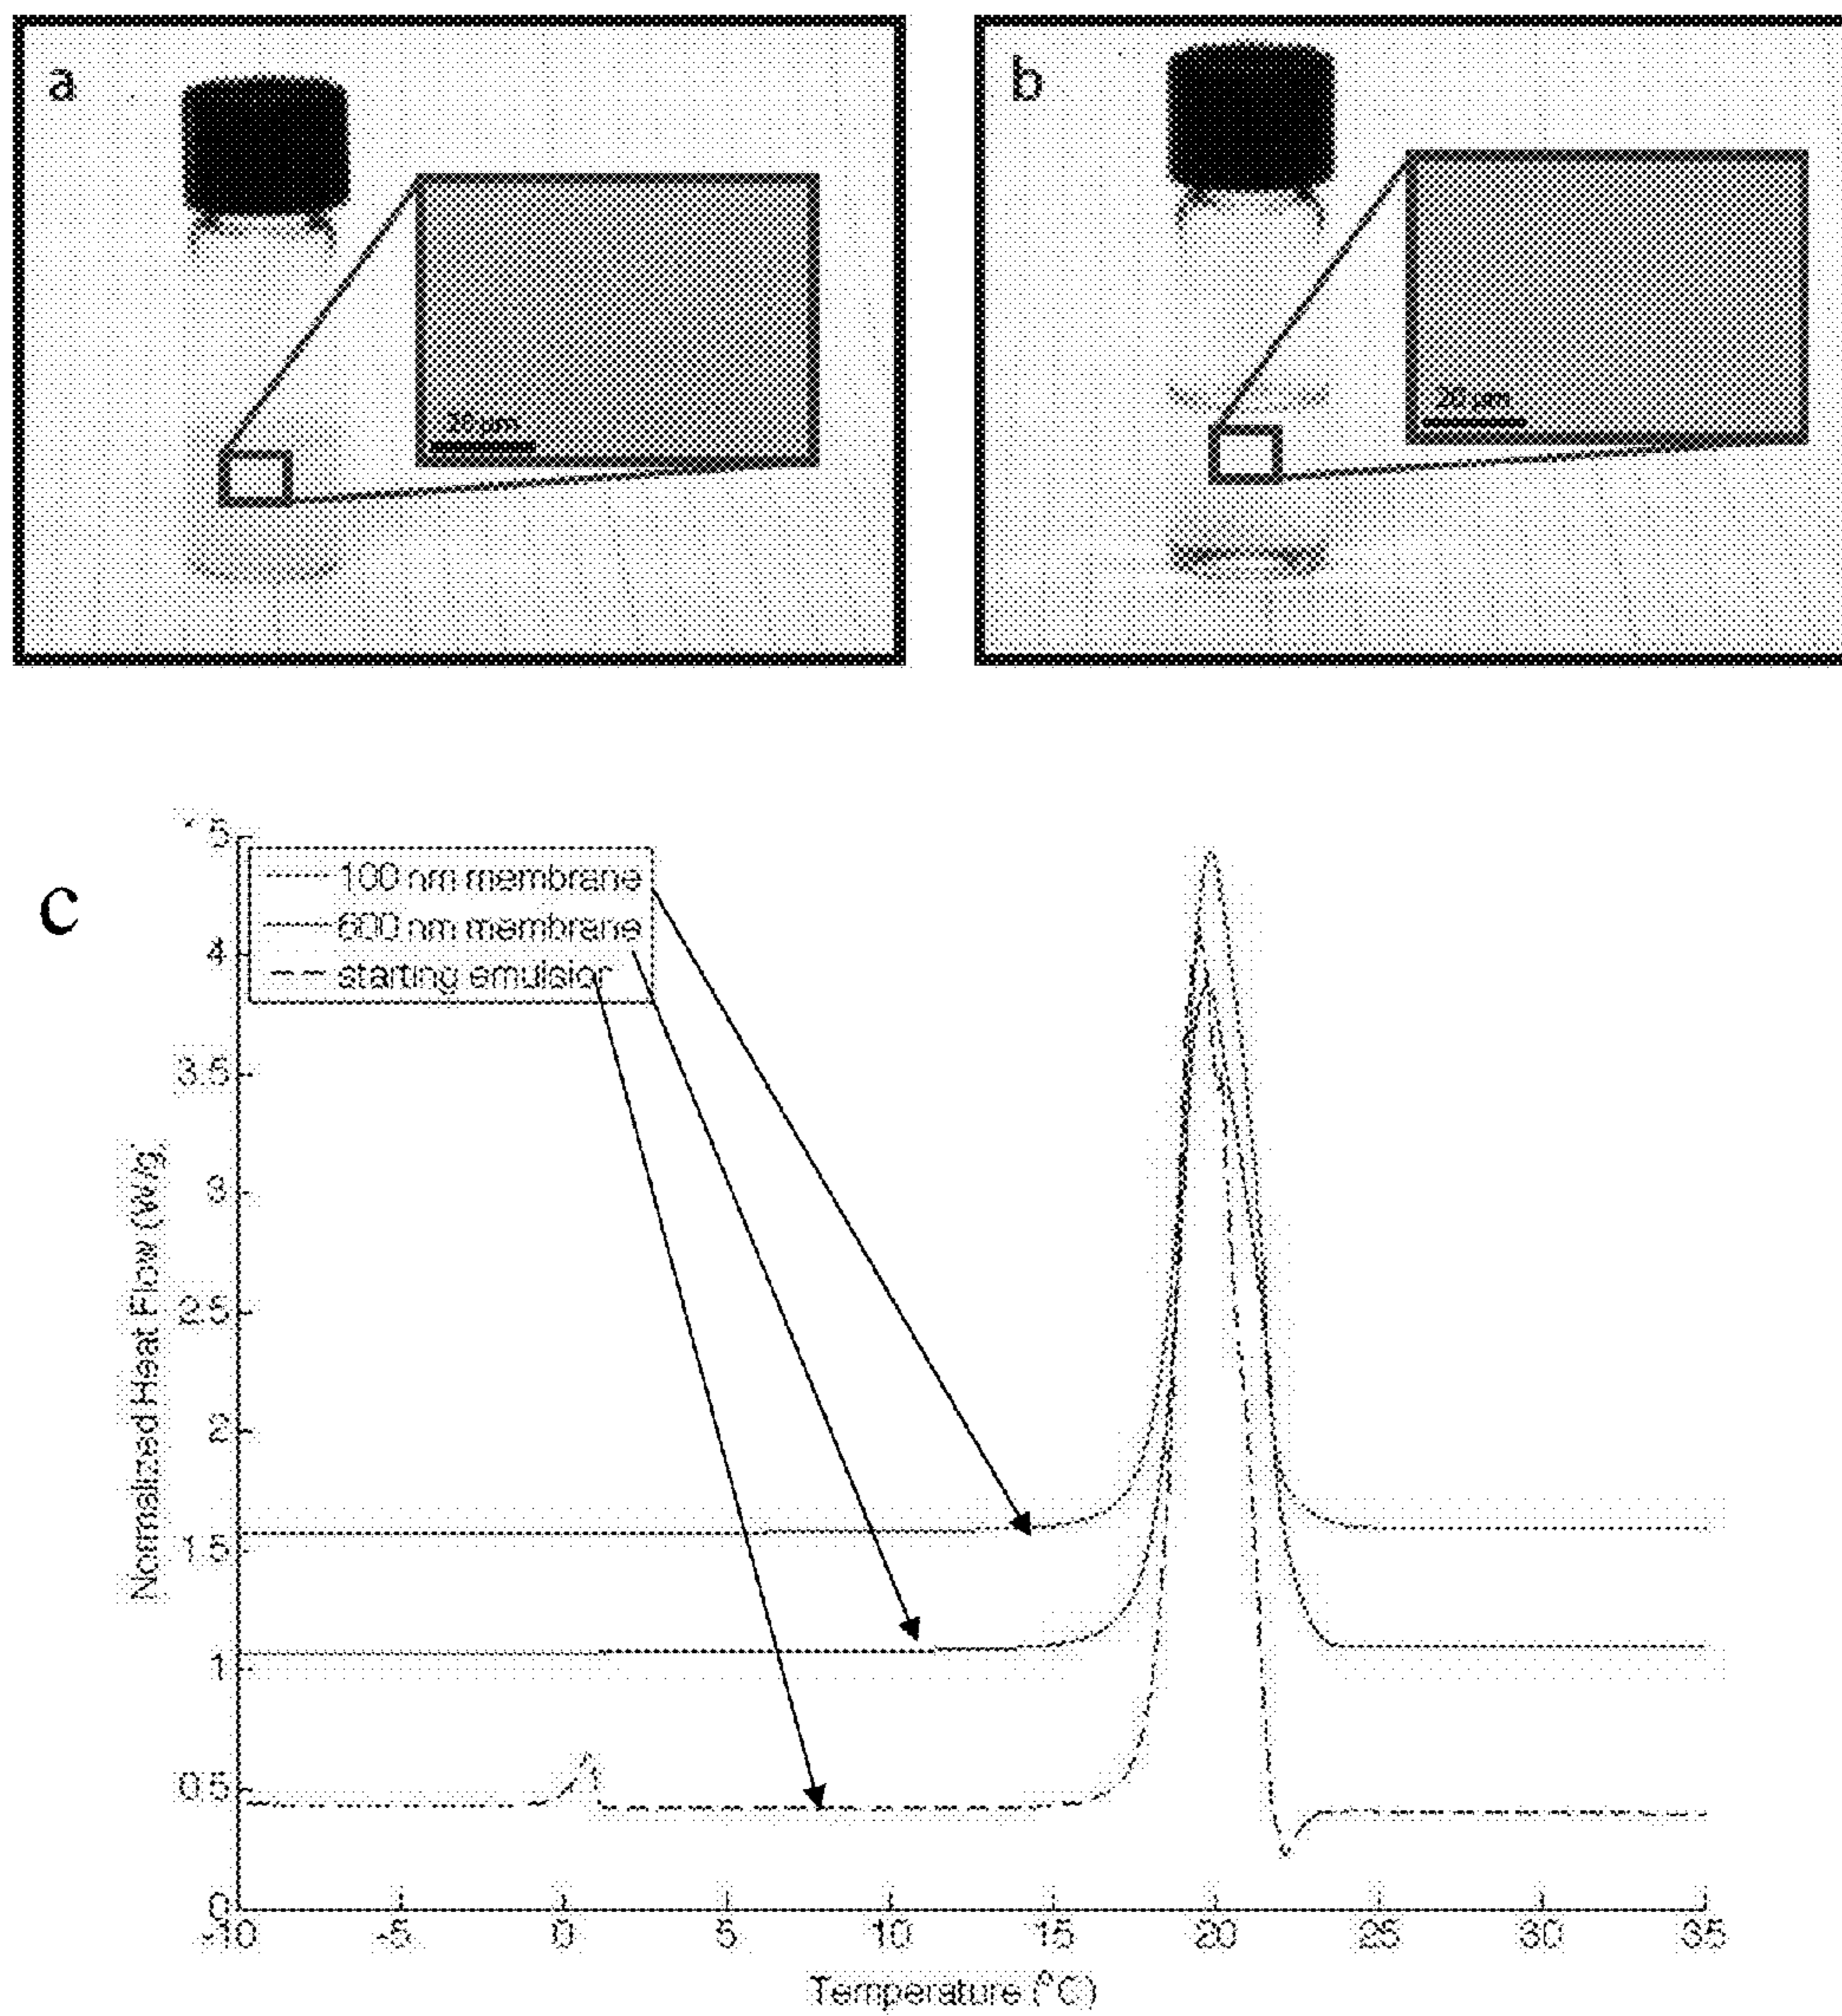 a
20 µm
b
20 µm
c
100 nm membrane
600 nm membrane
starting emulsion
4
3.5
3
2.5
2
1.5
1
0.5
0
Normalized Heat Flow (W/g
-10 -5 0 5 10 15 20 25 30 35
Temperature (°C)